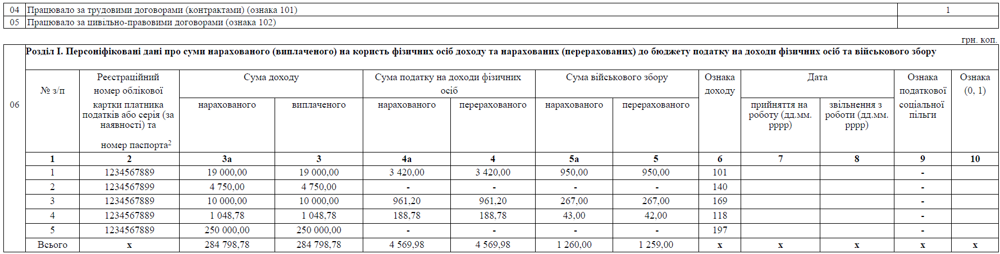 04 Працювало за трудовими договорами (контрактами) (ознака 101) 1
05 Працювало за цивільно-правовими договорами (ознака 102)
грн. коп.
06
Розділ I. Персоніфіковані дані про суми нарахованого (виплаченого) на користь фізичних осіб доходу та нарахованих (перерахованих) до бюджету податку на доходи фізичних осіб та військового збору
№ з/п
Реєстраційний
номер облікової
картки платника
податків або серія (за
наявності) та
номер паспорта2
Сума доходу
нарахованого
виплаченого
Сума податку на доходи фізичних
осіб
нарахованого
перерахованого
Сума військового збору
нарахованого
перерахованого
Ознака
доходу
Дата
прийняття на
роботу (дд.мм.
рррр)
звільнення з
роботи (дд.мм.
рррр)
Ознака
податкової
соціальної
пільги
Ознака
(0, 1)
1 2 3а 3 4а 4 5а 5 6 7 8 9 10
1 1234567889 19 000,00 19 000,00 3 420,00 3 420,00 950,00 950,00 101 -
2 1234567899 4 750,00 4 750,00 - - - - 140 -
3 1234567889 10 000,00 10 000,00 961,20 961,20 267,00 267,00 169 -
4 1234567889 1 048,78 1 048,78 188,78 188,78 43,00 42,00 118 -
5 1234567889 250 000,00 250 000,00 - - - - 197 -
Всього х 284 798,78 284 798,78 4 569,98 4 569,98 1 260,00 1 259,00 х х х х х